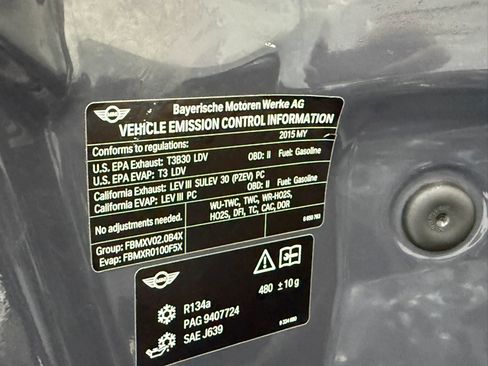 Bayerische Motoren Werke AG
VEHICLE EMISSION CONTROL INFORMATION
Conforms to regulations: 2015 MY
U.S. EPA Exhaust: T3B30 LDV OBD: II Fuel: Gasoline
U.S. EPA EVAP: T3 LDV
California Exhaust: LEV III SULEV 30 (PZEV) PC OBD: II Fuel: Gasoline
California EVAP: LEV III PC
No adjustments needed. WU-TWC, TWC, WR-HO2S,
HO2S, DFI, TC, CAC, DOR
Group: FBMXV02.0B4X
Evap: FBMXR0100F5X
R134a 480 ± 10 g
PAG 9407724
SAE J639